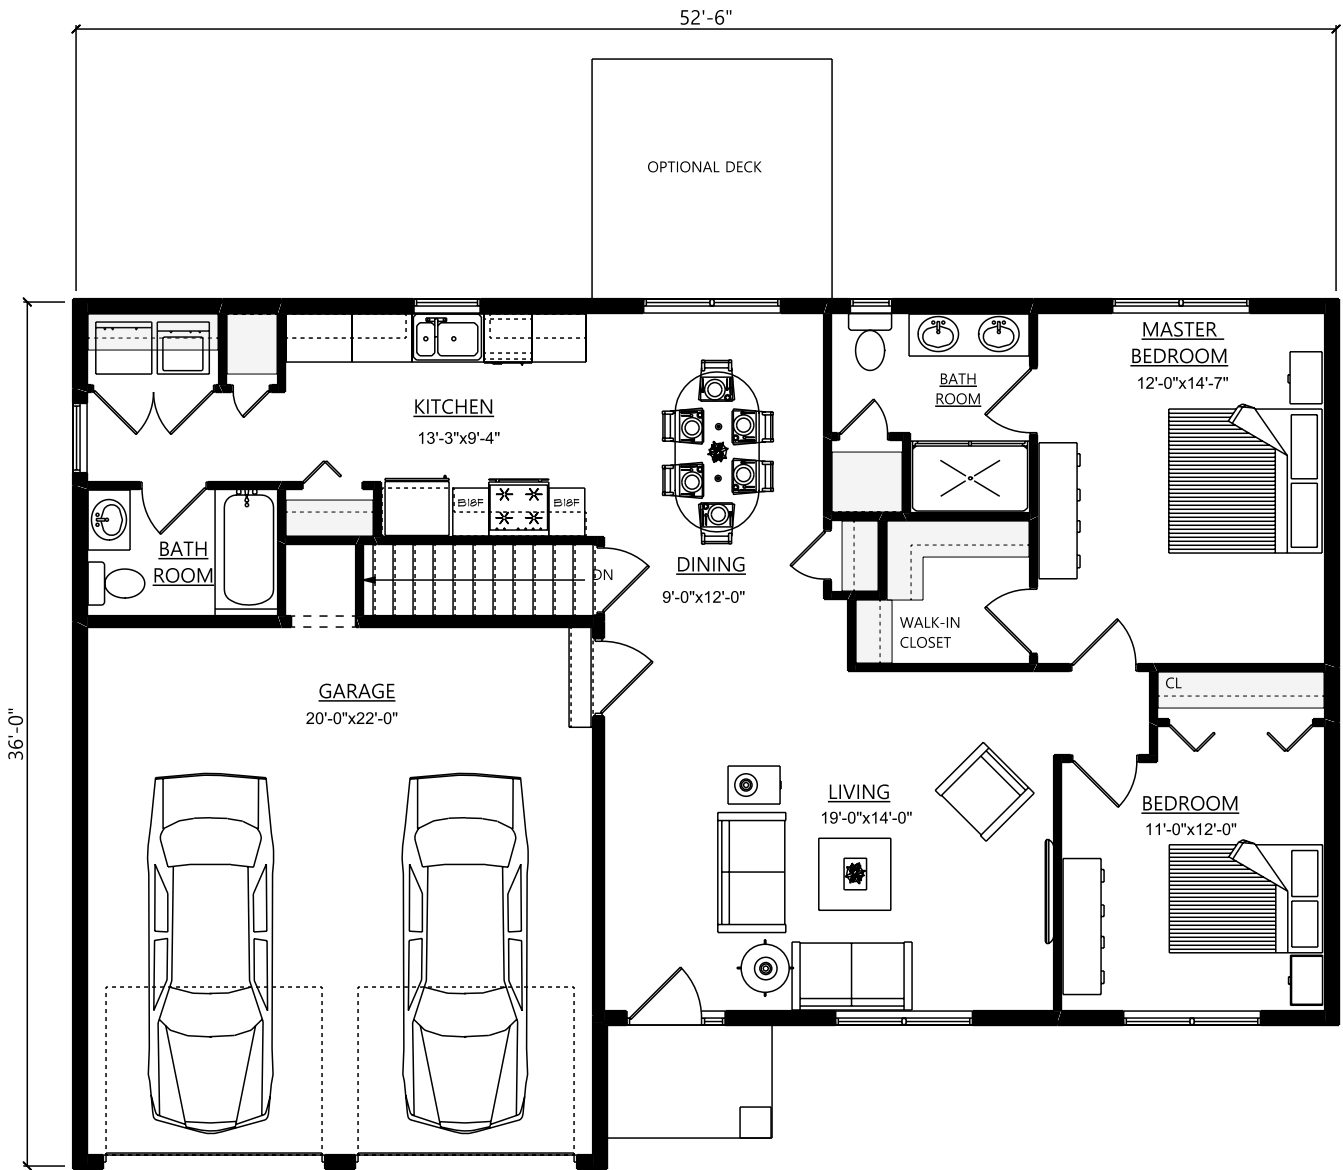 52'-6"
OPTIONAL DECK
MASTER
BEDROOM
12'-0"x14'-7"
BATH
ROOM
KITCHEN
13'-3"x9'-4"
BATH
ROOM
DN
DINING
9'-0"x12'-0"
WALK-IN
CLOSET
GARAGE
20'-0"x22'-0"
CL
36'-0"
LIVING
19'-0"x14'-0"
BEDROOM
11'-0"x12'-0"